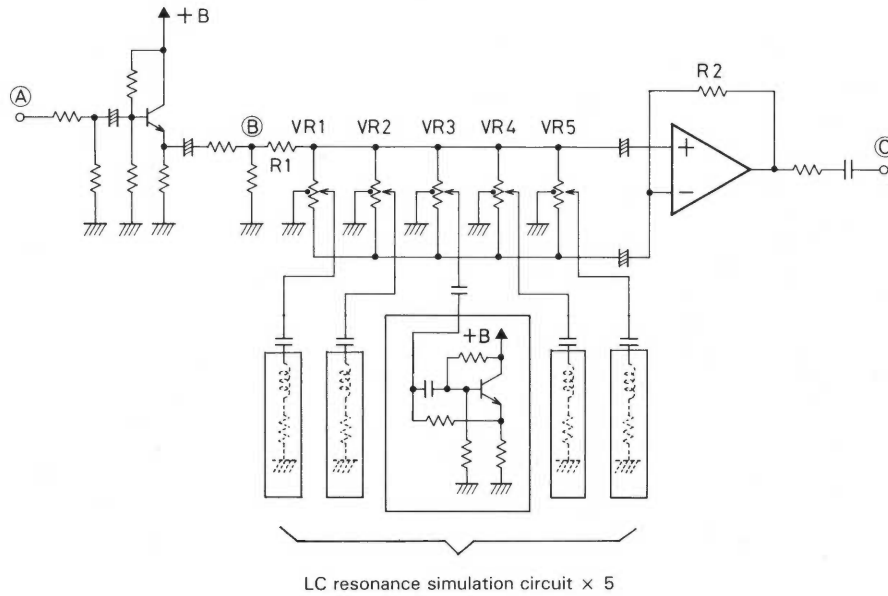 +B
Ⓐ
Ⓑ
R1
VR1
VR2
VR3
VR4
VR5
R2
+
−
Ⓒ
+B
LC resonance simulation circuit × 5